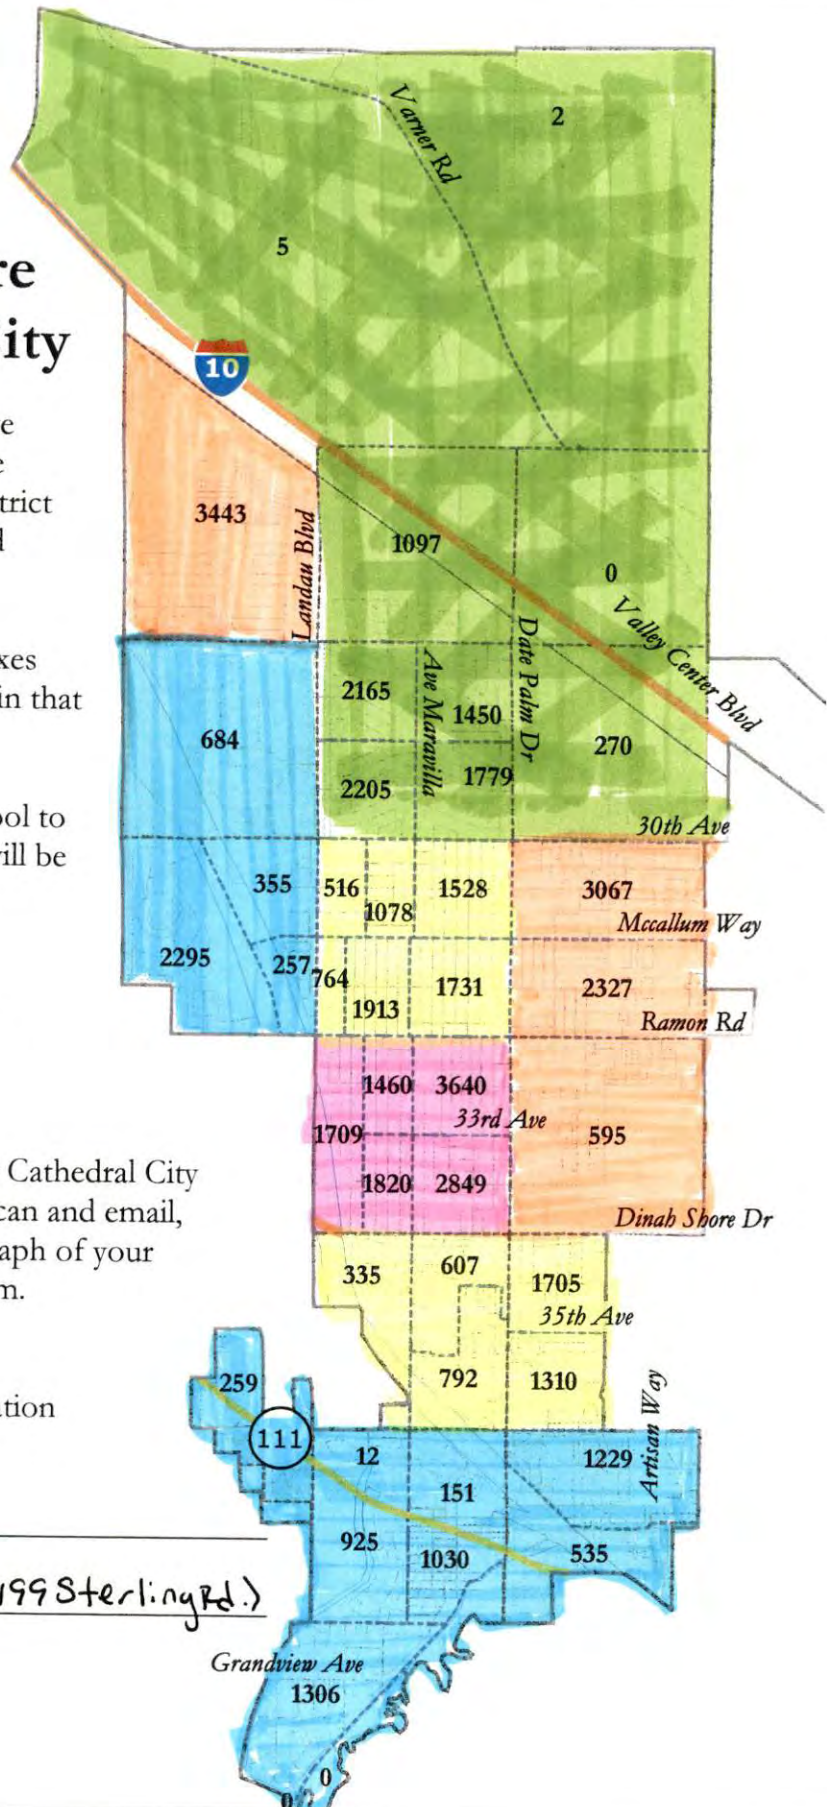 Varner Rd
2
5
re
ity
10
e
e
trict
3443
Landau Blvd
1097
0
Valley Center Blvd
xes
in that
2165
Ave Maravilla
1450
Date Palm Dr
684
270
2205
1779
ool to
30th Ave
vill be
355
516
1078
1528
3067
Mccallum Way
2295
257
764
1913
1731
2327
Ramon Rd
1460
3640
33rd Ave
1709
595
Cathedral City
1820
2849
can and email,
Dinah Shore Dr
aph of your
335
607
1705
m.
35th Ave
259
792
1310
Artisan Way
ation
111
12
1229
151
925
1030
535
199 Sterling Rd.)
Grandview Ave
1306
0
0